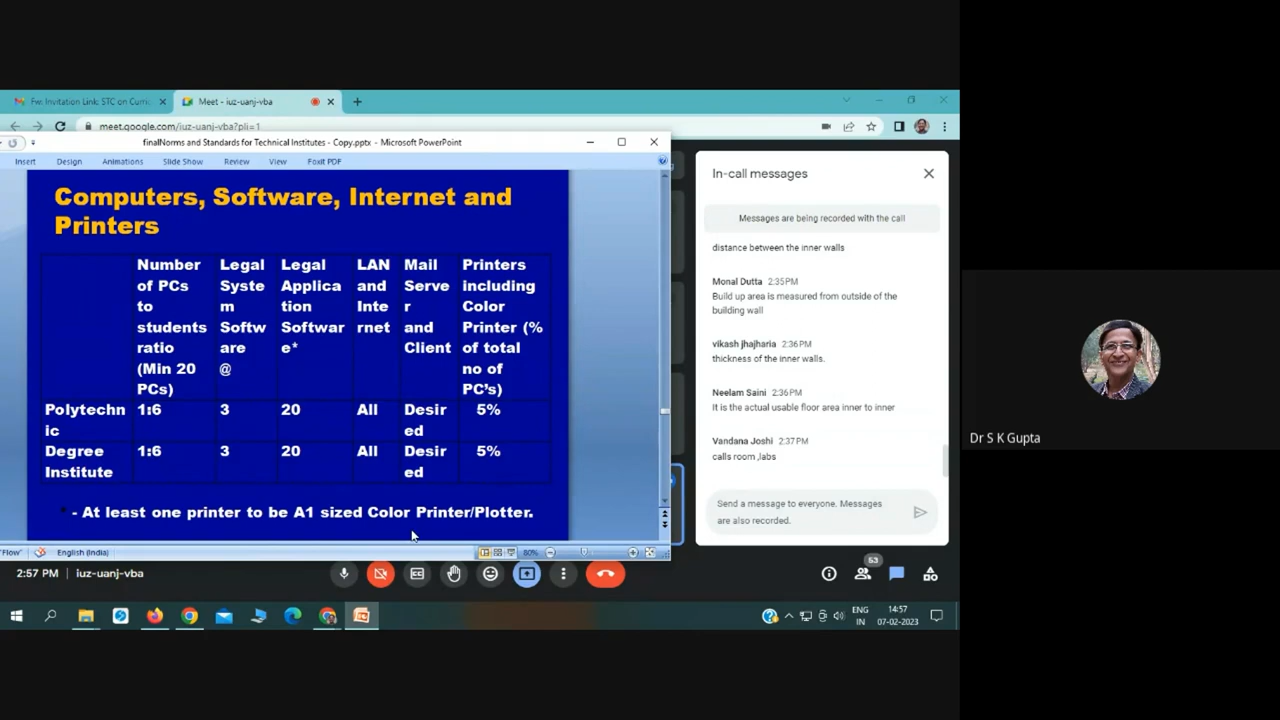 Fw: Invitation Link: STC on Curric
Meet - iuz-uanj-vba
meet.google.com/iuz-uanj-vba?pli=1
finalNorms and Standards for Technical Institutes - Copy.pptx - Microsoft PowerPoint
Insert Design Animations Slide Show Review View Foxit PDF
Computers, Software, Internet and
Printers
Number
of PCs
to
students
ratio
(Min 20
PCs)
Legal
Syste
m
Softw
are
@
Legal
Applica
tion
Softwar
e*
LAN
and
Inte
rnet
Mail
Serve
r
and
Client
Printers
including
Color
Printer (%
of total
no of
PC's)
Polytechn
ic
1:6
3
20
All
Desir
ed
5%
Degree
Institute
1:6
3
20
All
Desir
ed
5%
- At least one printer to be A1 sized Color Printer/Plotter.
"Flow" English (India) 80%
In-call messages
Messages are being recorded with the call
distance between the inner walls
Monal Dutta 2:35PM
Build up area is measured from outside of the
building wall
vikash jhajharia 2:36PM
thickness of the inner walls.
Neelam Saini 2:36PM
It is the actual usable floor area inner to inner
Vandana Joshi 2:37PM
calls room ,labs
Send a message to everyone. Messages
are also recorded.
Dr S K Gupta
2:57 PM | iuz-uanj-vba
53
ENG
IN
14:57
07-02-2023